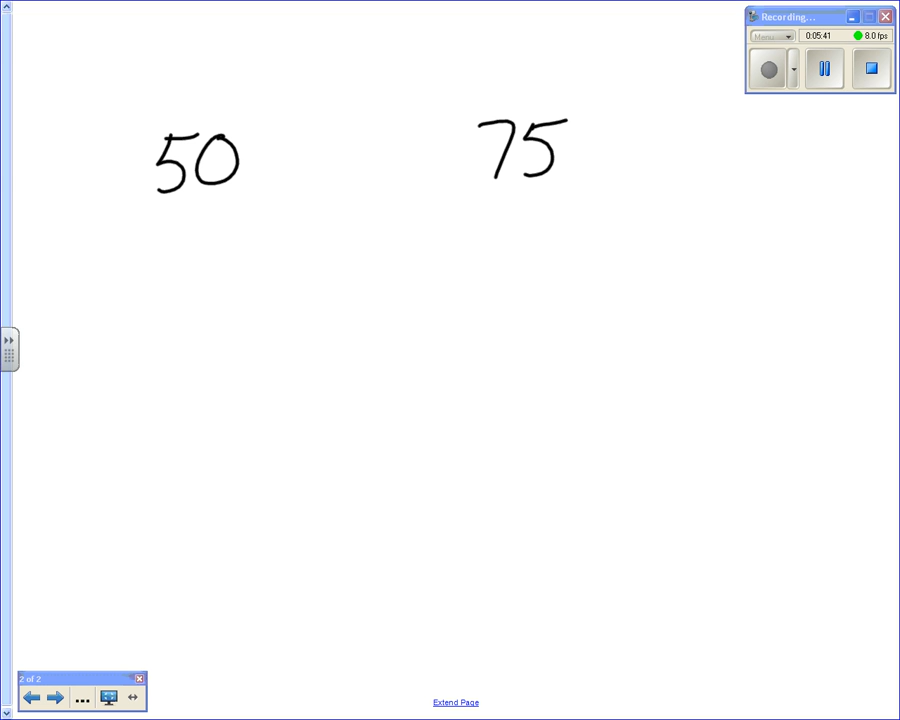 Recording...
Menu 0:05:41 8.0 fps
50 75
2 of 2
...
Extend Page